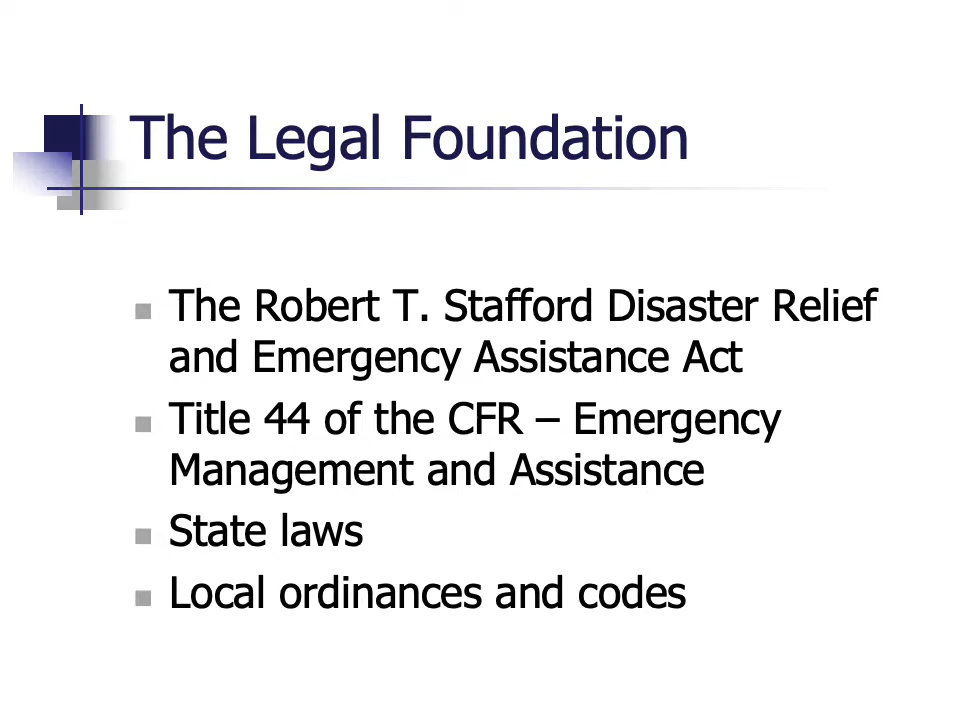 The Legal Foundation
The Robert T. Stafford Disaster Relief
and Emergency Assistance Act
Title 44 of the CFR – Emergency
Management and Assistance
State laws
Local ordinances and codes